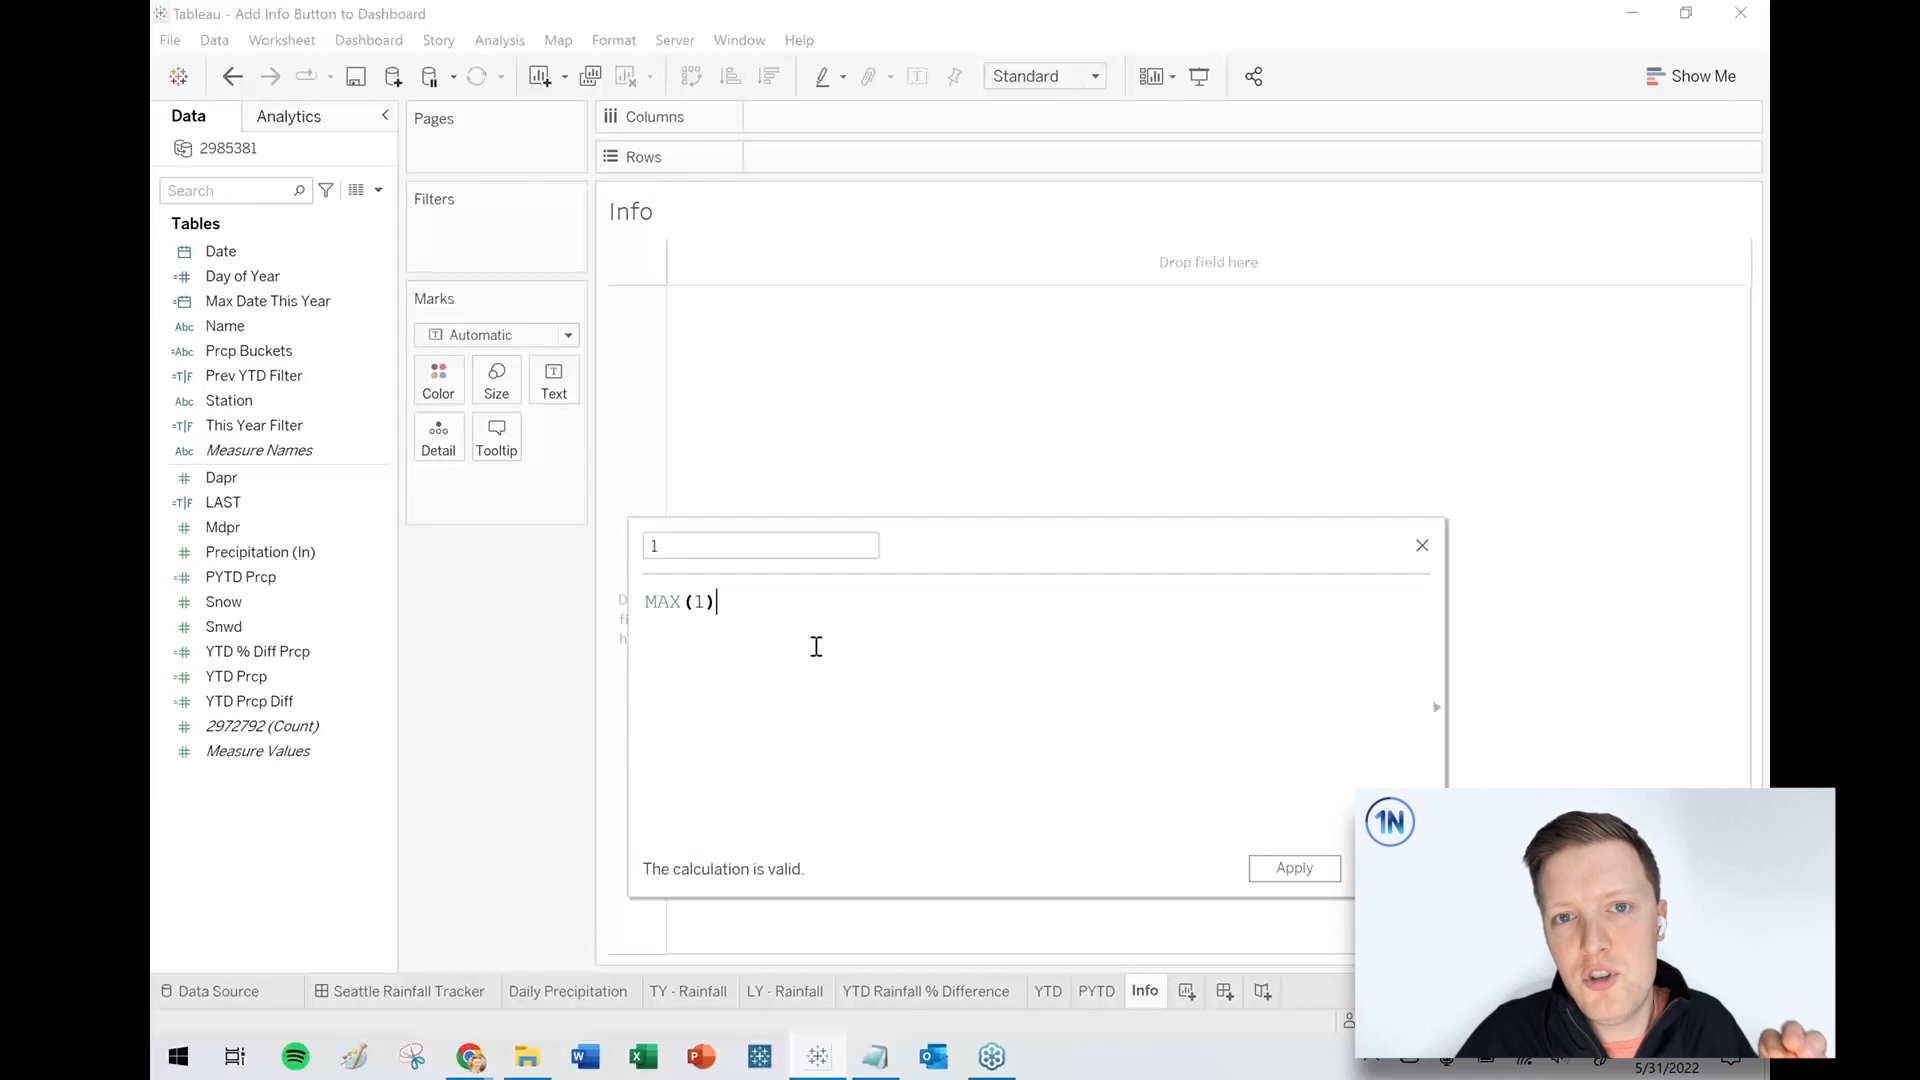 Tableau - Add Info Button to Dashboard
File Data Worksheet Dashboard Story Analysis Map Format Server Window Help
Standard
Show Me
Data Analytics
2985381
Search
Tables
Date
Day of Year
Max Date This Year
Abc Name
=Abc Prcp Buckets
=T|F Prev YTD Filter
Abc Station
=T|F This Year Filter
Abc Measure Names
# Dapr
=T|F LAST
# Mdpr
# Precipitation (In)
=# PYTD Prcp
# Snow
# Snwd
=# YTD % Diff Prcp
=# YTD Prcp
=# YTD Prcp Diff
# 2972792 (Count)
# Measure Values
Pages
Filters
Marks
Automatic
Color Size Text
Detail Tooltip
Columns
Rows
Info
Drop field here
D
fi
h
1
MAX(1)
The calculation is valid.
Apply
1N
Data Source Seattle Rainfall Tracker Daily Precipitation TY - Rainfall LY - Rainfall YTD Rainfall % Difference YTD PYTD Info
5/31/2022